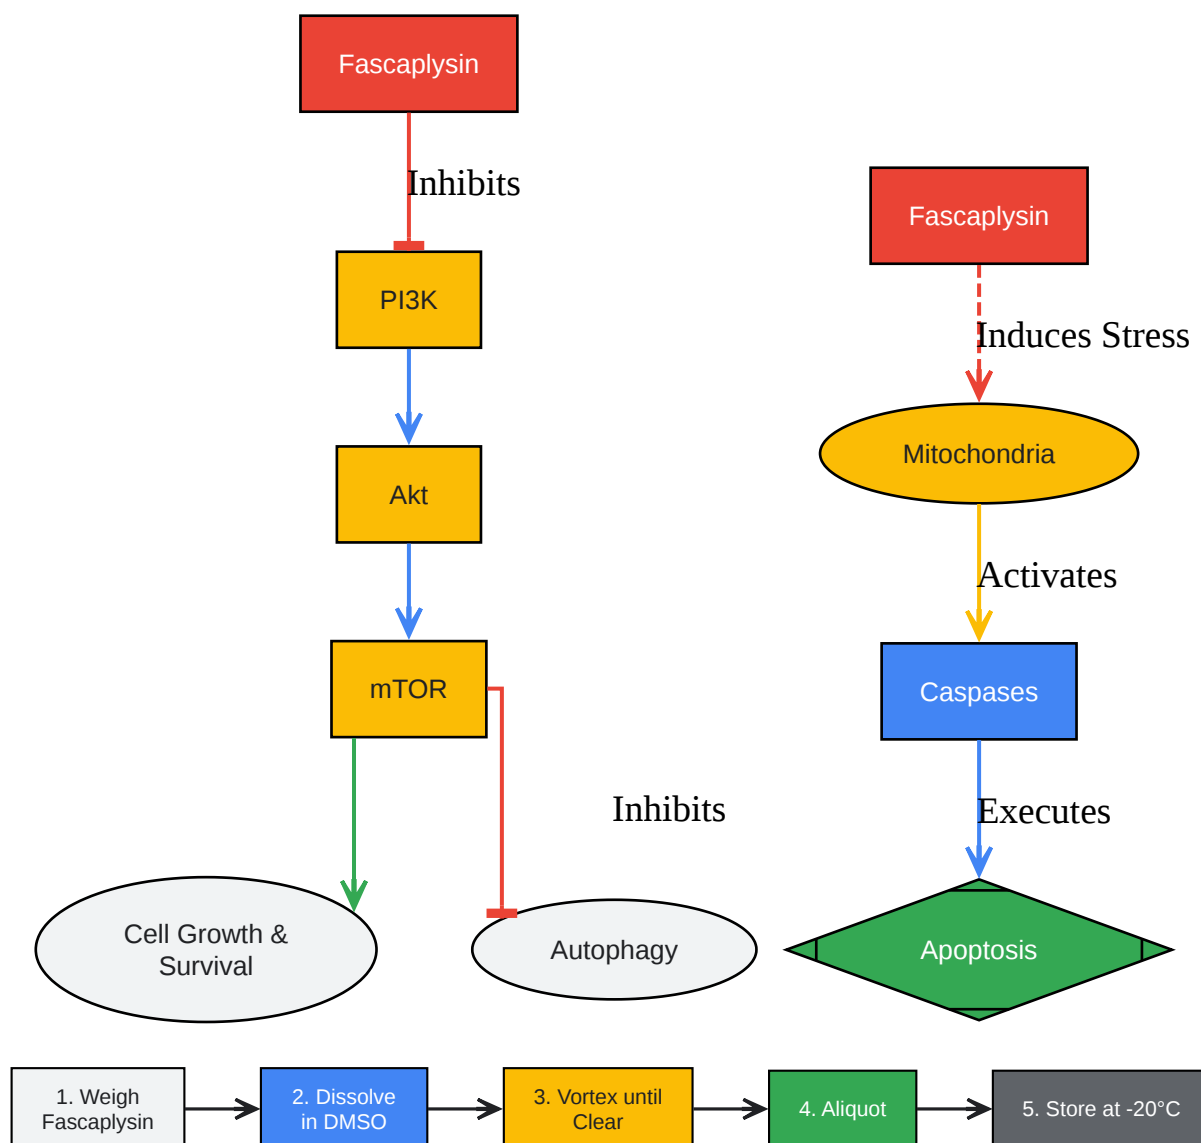 Fascaplysin
Inhibits
PI3K
Akt
mTOR
Inhibits
Cell Growth &
Survival
Autophagy
Fascaplysin
Induces Stress
Mitochondria
Activates
Caspases
Executes
Apoptosis
1. Weigh
Fascaplysin
2. Dissolve
in DMSO
3. Vortex until
Clear
4. Aliquot
5. Store at -20°C